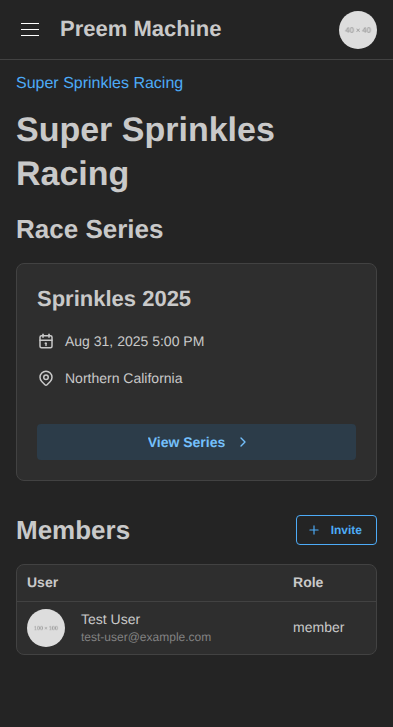 Preem Machine
40 × 40
Super Sprinkles Racing
Super Sprinkles
Racing
Race Series
Sprinkles 2025
Aug 31, 2025 5:00 PM
Northern California
View Series
Members
Invite
User Role
100 × 100
Test User
test-user@example.com
member